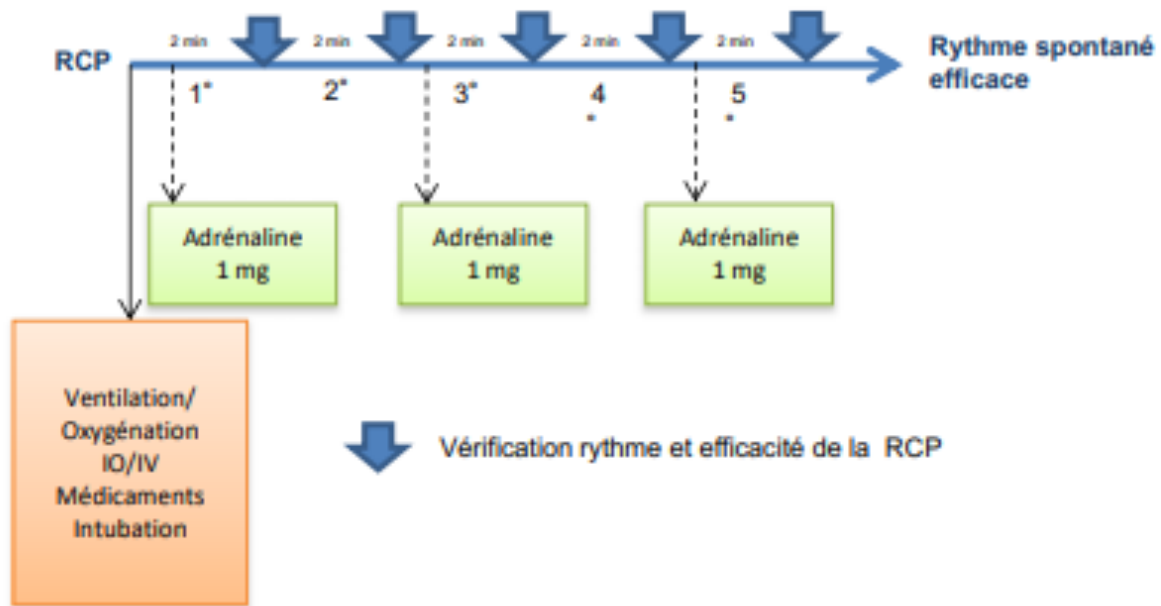 2 min
2 min
2 min
2 min
2 min
RCP
Rythme spontané
efficace
1°
2°
3°
4
°
5
°
Adrénaline
1 mg
Adrénaline
1 mg
Adrénaline
1 mg
Ventilation/
Oxygénation
IO/IV
Médicaments
Intubation
Vérification rythme et efficacité de la RCP